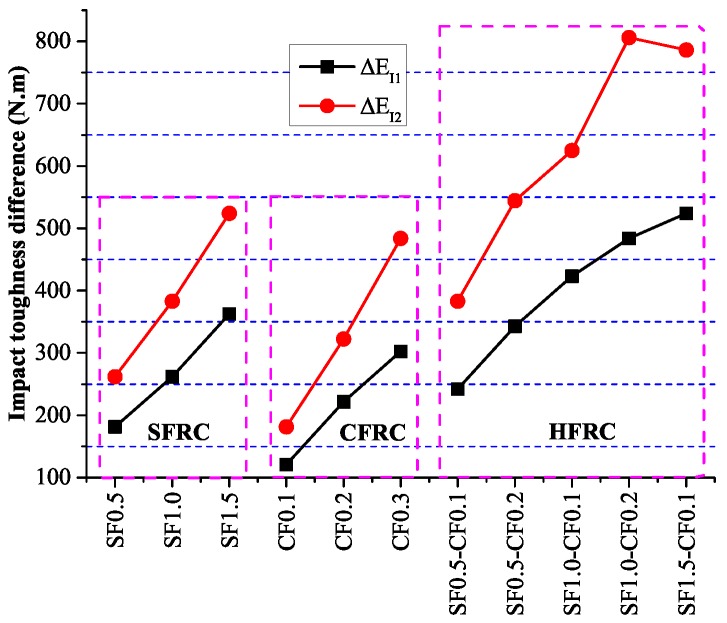 Impact toughness difference (N.m)
800
700
600
500
400
300
200
100
ΔE_I1
ΔE_I2
SFRC
CFRC
HFRC
SF0.5
SF1.0
SF1.5
CF0.1
CF0.2
CF0.3
SF0.5-CF0.1
SF0.5-CF0.2
SF1.0-CF0.1
SF1.0-CF0.2
SF1.5-CF0.1